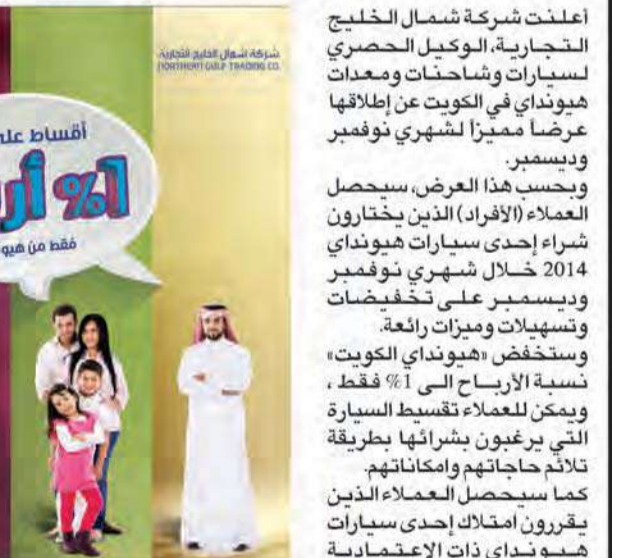 أعلنت شركة شمال الخليج
التجارية، الوكيل الحصري
لسيارات وشاحنات ومعدات
هيونداي في الكويت عن إطلاقها
عرضاً مميزاً لشهري نوفمبر
وديسمبر.
وبحسب هذا العرض، سيحصل
العملاء (الأفراد) الذين يختارون
شراء إحدى سيارات هيونداي
2014 خلال شهري نوفمبر
وديسمبر على تخفيضات
وتسهيلات وميزات رائعة.
وستخفض «هيونداي الكويت»
نسبة الأرباح الى 1% فقط ،
ويمكن للعملاء تقسيط السيارة
التي يرغبون بشرائها بطريقة
تلائم حاجاتهم وامكاناتهم.
كما سيحصل العملاء الذين
يقررون امتلاك إحدى سيارات
هيونداي ذات الإعتمادية
شركة شمال الخليج التجارية
NORTHERN GULF TRADING CO.
أقساط
1%
فقط من